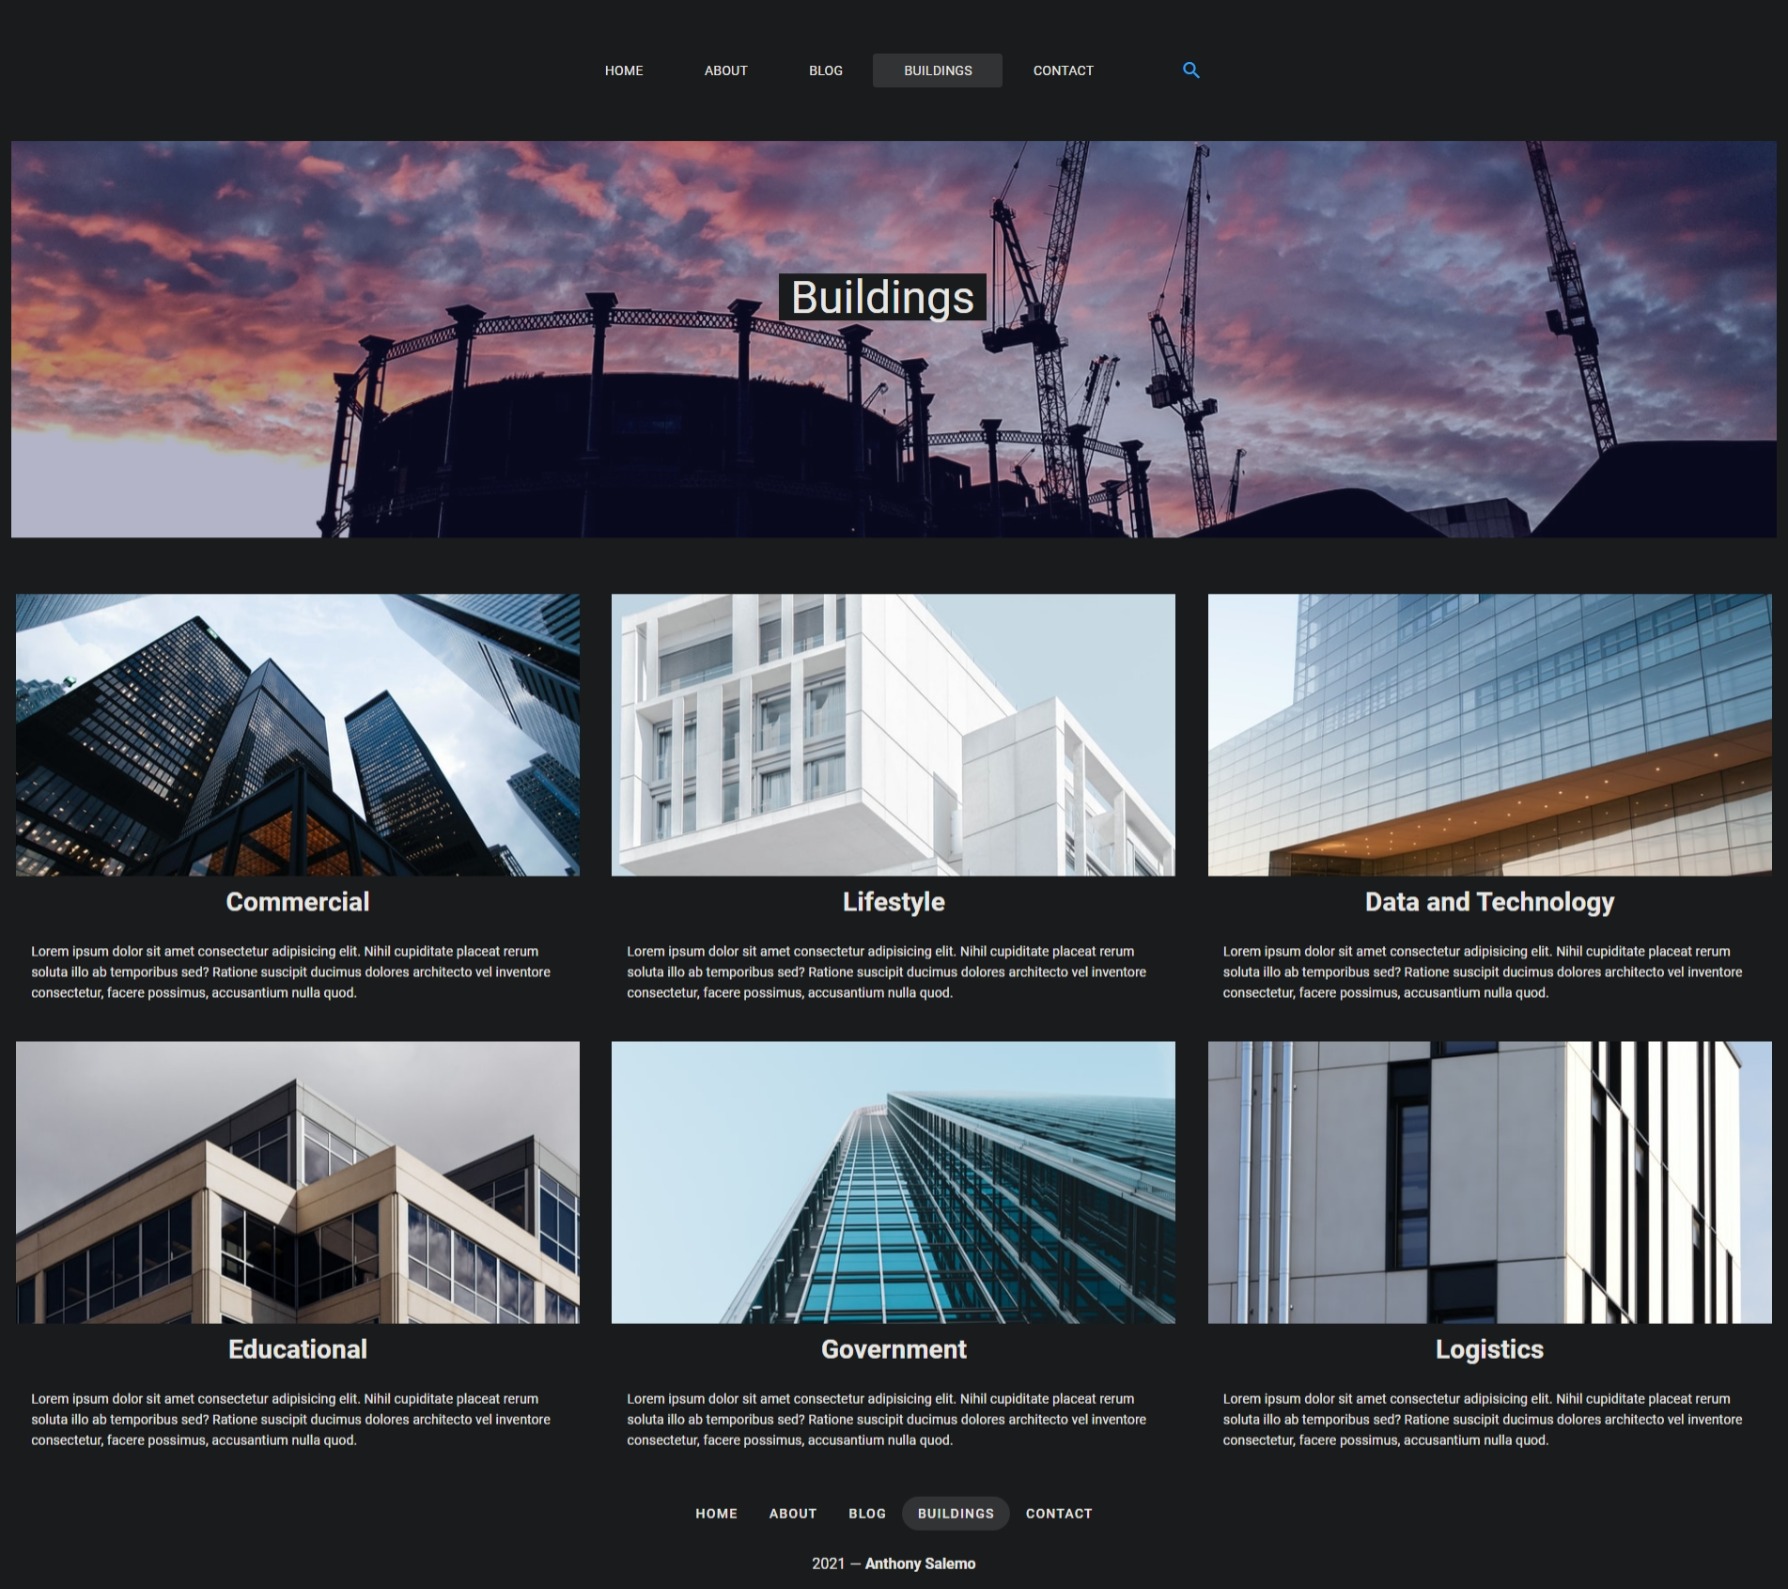 HOME ABOUT BLOG BUILDINGS CONTACT
Buildings
Commercial
Lorem ipsum dolor sit amet consectetur adipisicing elit. Nihil cupiditate placeat rerum
soluta illo ab temporibus sed? Ratione suscipit ducimus dolores architecto vel inventore
consectetur, facere possimus, accusantium nulla quod.
Lifestyle
Lorem ipsum dolor sit amet consectetur adipisicing elit. Nihil cupiditate placeat rerum
soluta illo ab temporibus sed? Ratione suscipit ducimus dolores architecto vel inventore
consectetur, facere possimus, accusantium nulla quod.
Data and Technology
Lorem ipsum dolor sit amet consectetur adipisicing elit. Nihil cupiditate placeat rerum
soluta illo ab temporibus sed? Ratione suscipit ducimus dolores architecto vel inventore
consectetur, facere possimus, accusantium nulla quod.
Educational
Lorem ipsum dolor sit amet consectetur adipisicing elit. Nihil cupiditate placeat rerum
soluta illo ab temporibus sed? Ratione suscipit ducimus dolores architecto vel inventore
consectetur, facere possimus, accusantium nulla quod.
Government
Lorem ipsum dolor sit amet consectetur adipisicing elit. Nihil cupiditate placeat rerum
soluta illo ab temporibus sed? Ratione suscipit ducimus dolores architecto vel inventore
consectetur, facere possimus, accusantium nulla quod.
Logistics
Lorem ipsum dolor sit amet consectetur adipisicing elit. Nihil cupiditate placeat rerum
soluta illo ab temporibus sed? Ratione suscipit ducimus dolores architecto vel inventore
consectetur, facere possimus, accusantium nulla quod.
HOME ABOUT BLOG BUILDINGS CONTACT
2021 — Anthony Salemo